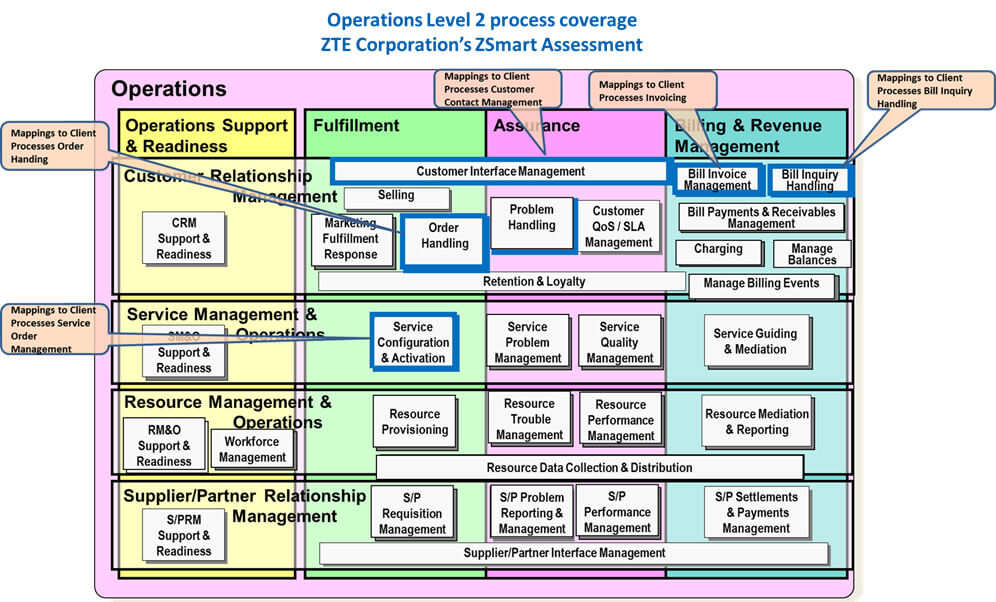 Operations Level 2 process coverage
ZTE Corporation's ZSmart Assessment
Mappings to Client
Processes Customer
Contact Management
Mappings to Client
Processes Invoicing
Mappings to Client
Processes Bill Inquiry
Handling
Mappings to Client
Processes Order
Handing
Operations
Operations Support
& Readiness
Fulfillment
Assurance
Billing & Revenue
Management
Customer Relationship
Management
Customer Interface Management
Bill Invoice
Management
Bill Inquiry
Handling
Selling
CRM
Support &
Readiness
Marketing
Fulfillment
Response
Order
Handling
Problem
Handling
Customer
QoS / SLA
Management
Bill Payments & Receivables
Management
Charging
Manage
Balances
Retention & Loyalty
Manage Billing Events
Mappings to Client
Processes Service
Order
Management
Service Management &
Operations
SM&O
Support &
Readiness
Service
Configuration
& Activation
Service
Problem
Management
Service
Quality
Management
Service Guiding
& Mediation
Resource Management &
Operations
RM&O
Support &
Readiness
Workforce
Management
Resource
Provisioning
Resource
Trouble
Management
Resource
Performance
Management
Resource Mediation
& Reporting
Resource Data Collection & Distribution
Supplier/Partner Relationship
Management
S/PRM
Support &
Readiness
S/P
Requisition
Management
S/P Problem
Reporting &
Management
S/P
Performance
Management
S/P Settlements
& Payments
Management
Supplier/Partner Interface Management